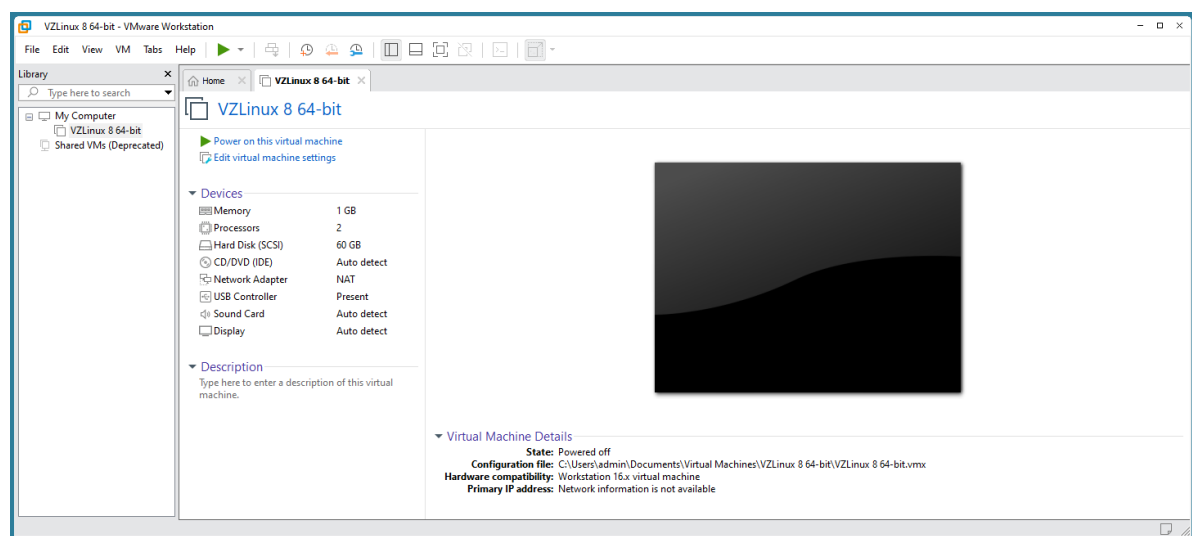 VZLinux 8 64-bit - VMware Workstation
File Edit View VM Tabs Help
Library
Type here to search
My Computer
VZLinux 8 64-bit
Shared VMs (Deprecated)
Home
VZLinux 8 64-bit
VZLinux 8 64-bit
Power on this virtual machine
Edit virtual machine settings
Devices
Memory 1 GB
Processors 2
Hard Disk (SCSI) 60 GB
CD/DVD (IDE) Auto detect
Network Adapter NAT
USB Controller Present
Sound Card Auto detect
Display Auto detect
Description
Type here to enter a description of this virtual
machine.
Virtual Machine Details
State: Powered off
Configuration file: C:\Users\admin\Documents\Virtual Machines\VZLinux 8 64-bit\VZLinux 8 64-bit.vmx
Hardware compatibility: Workstation 16.x virtual machine
Primary IP address: Network information is not available